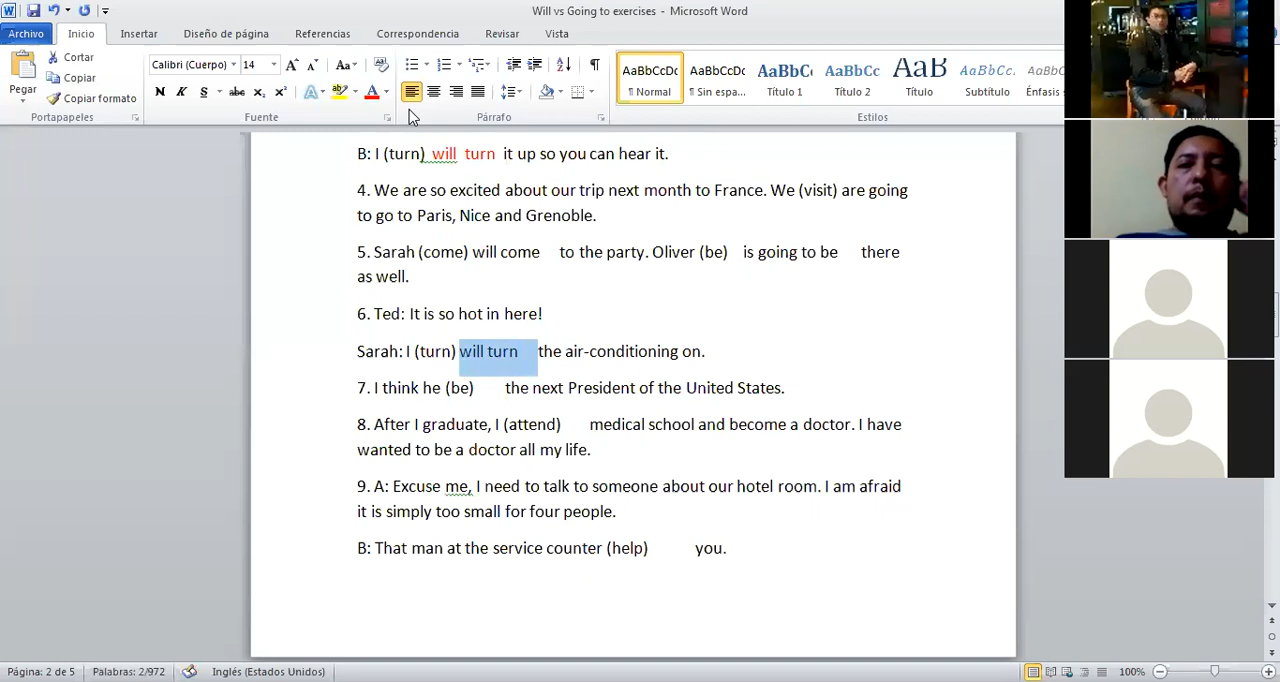 Will vs Going to exercises - Microsoft Word
Archivo Inicio Insertar Diseño de página Referencias Correspondencia Revisar Vista
Pegar
Cortar
Copiar
Copiar formato
Portapapeles
Calibri (Cuerpo) 14
Fuente
Párrafo
AaBbCcDc AaBbCcDc AaBbC AaBbCc AaB AaBbCc AaBbCc
¶ Normal ¶ Sin espa... Título 1 Título 2 Título Subtítulo Énfasis
Estilos
B: I (turn) will turn it up so you can hear it.
4. We are so excited about our trip next month to France. We (visit) are going
to go to Paris, Nice and Grenoble.
5. Sarah (come) will come to the party. Oliver (be) is going to be there
as well.
6. Ted: It is so hot in here!
Sarah: I (turn) will turn the air-conditioning on.
7. I think he (be) the next President of the United States.
8. After I graduate, I (attend) medical school and become a doctor. I have
wanted to be a doctor all my life.
9. A: Excuse me, I need to talk to someone about our hotel room. I am afraid
it is simply too small for four people.
B: That man at the service counter (help) you.
Página: 2 de 5 Palabras: 2/972 Inglés (Estados Unidos) 100%